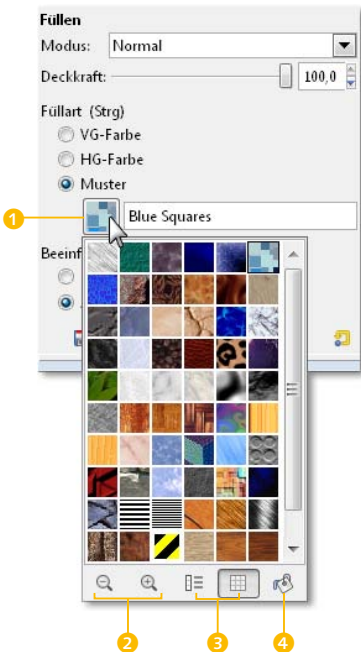 Füllen
Modus: Normal
Deckkraft: 100,0
Füllart (Strg)
VG-Farbe
HG-Farbe
Muster
1 Blue Squares
Beeinf
2 3 4